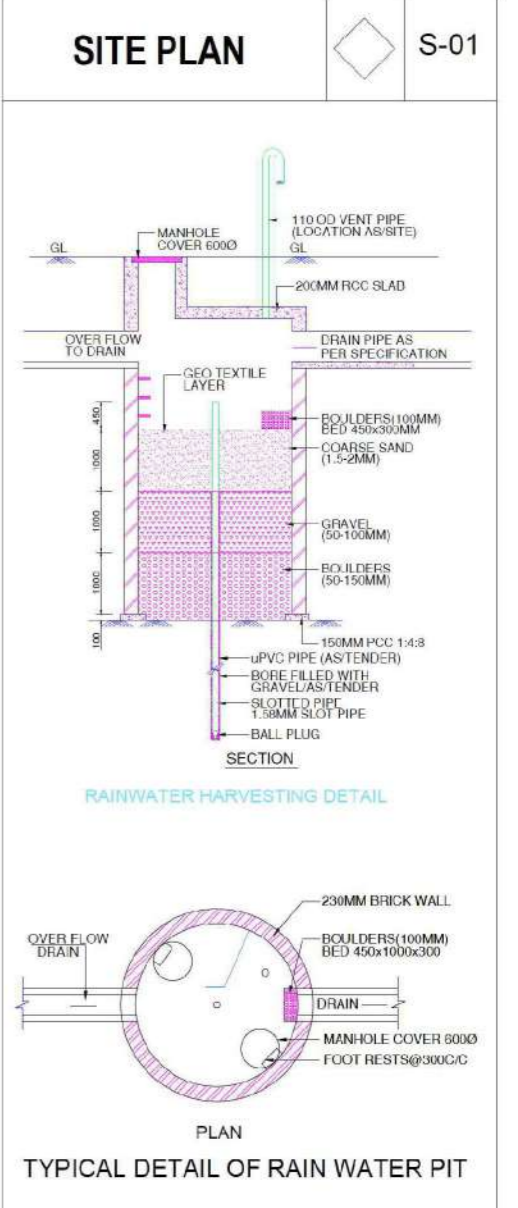 SITE PLAN
S-01
110 OD VENT PIPE
(LOCATION AS/SITE)
MANHOLE
COVER 600Ø
GL
GL
200MM RCC SLAB
OVER FLOW
TO DRAIN
DRAIN PIPE AS
PER SPECIFICATION
GEO TEXTILE
LAYER
450
BOULDERS(100MM)
BED 450x300MM
COARSE SAND
(1.5-2MM)
1000
GRAVEL
(50-100MM)
1000
BOULDERS
(50-150MM)
1000
100
150MM PCC 1:4:8
uPVC PIPE (AS/TENDER)
BORE FILLED WITH
GRAVEL/AS/TENDER
SLOTTED PIPE
1.58MM SLOT PIPE
BALL PLUG
SECTION
RAINWATER HARVESTING DETAIL
230MM BRICK WALL
OVER FLOW
DRAIN
BOULDERS(100MM)
BED 450x1000x300
DRAIN
MANHOLE COVER 600Ø
FOOT RESTS@300C/C
PLAN
TYPICAL DETAIL OF RAIN WATER PIT